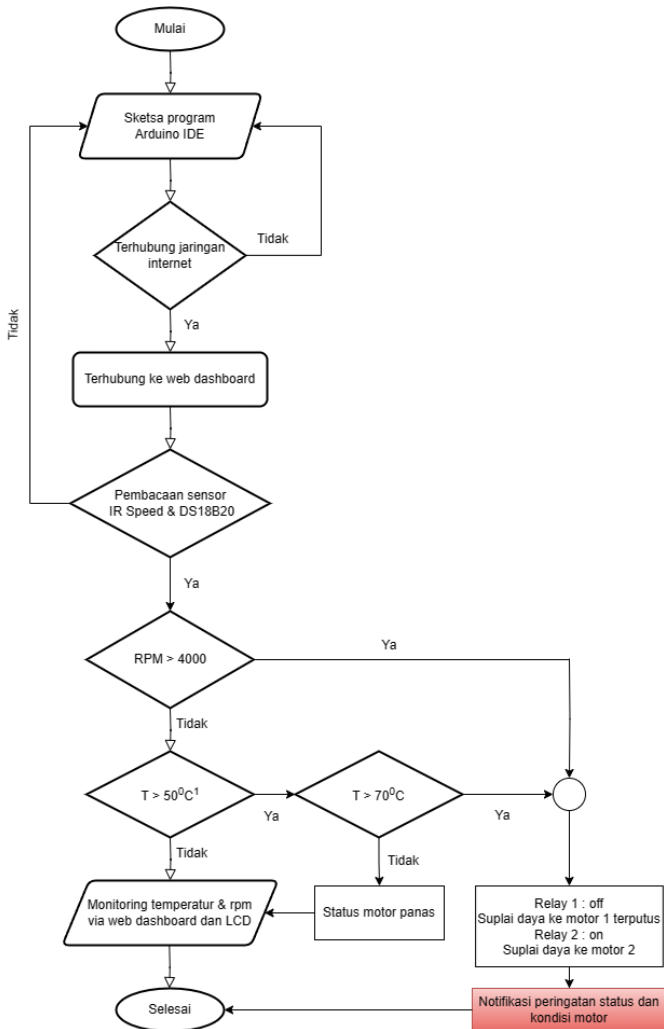 Mulai
Sketsa program
Arduino IDE
Terhubung jaringan
internet
Tidak
Tidak
Ya
Terhubung ke web dashboard
Pembacaan sensor
IR Speed & DS18B20
Ya
RPM > 4000
Ya
Tidak
T > 50⁰C¹
Ya
T > 70⁰C
Ya
Tidak
Tidak
Monitoring temperatur & rpm
via web dashboard dan LCD
Status motor panas
Relay 1 : off
Suplai daya ke motor 1 terputus
Relay 2 : on
Suplai daya ke motor 2
Selesai
Notifikasi peringatan status dan
kondisi motor